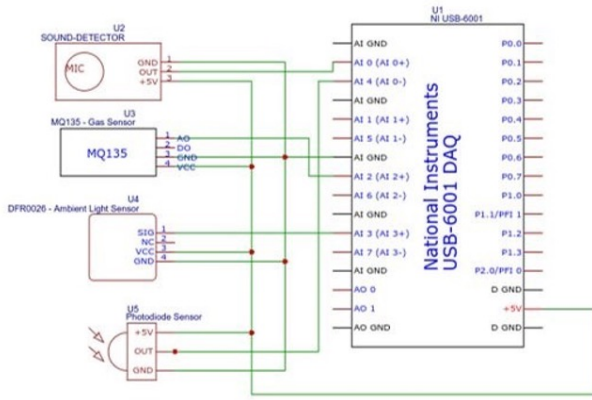 U2
SOUND-DETECTOR
MIC
GND 1
OUT 2
+5V 3
U3
MQ135 - Gas Sensor
MQ135
1 AO
2 DO
3 GND
4 VCC
U4
DFR0026 - Ambient Light Sensor
SIG 1
NC 2
VCC 3
GND 4
U5
Photodiode Sensor
+5V
OUT
GND
U1
NI USB-6001
National Instruments
USB-6001 DAQ
AI GND
AI 0 (AI 0+)
AI 4 (AI 0-)
AI GND
AI 1 (AI 1+)
AI 5 (AI 1-)
AI GND
AI 2 (AI 2+)
AI 6 (AI 2-)
AI GND
AI 3 (AI 3+)
AI 7 (AI 3-)
AI GND
AO 0
AO 1
AO GND
P0.0
P0.1
P0.2
P0.3
P0.4
P0.5
P0.6
P0.7
P1.0
P1.1/PFI 1
P1.2
P1.3
P2.0/PFI 0
D GND
+5V
D GND